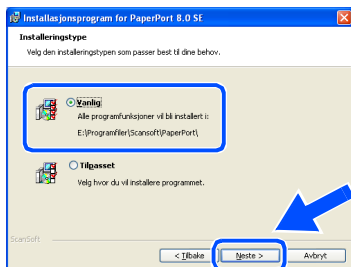 Installasjonsprogram for PaperPort 8.0 SE
Installeringstype
Velg den installeringstypen som passer best til dine behov.
Vanlig
Alle programfunksjoner vil bli installert i:
E:\Programfiler\Scansoft\PaperPort\
Tilpasset
Velg hvor du vil installere programmet.
ScanSoft
< Tilbake
Neste >
Avbryt